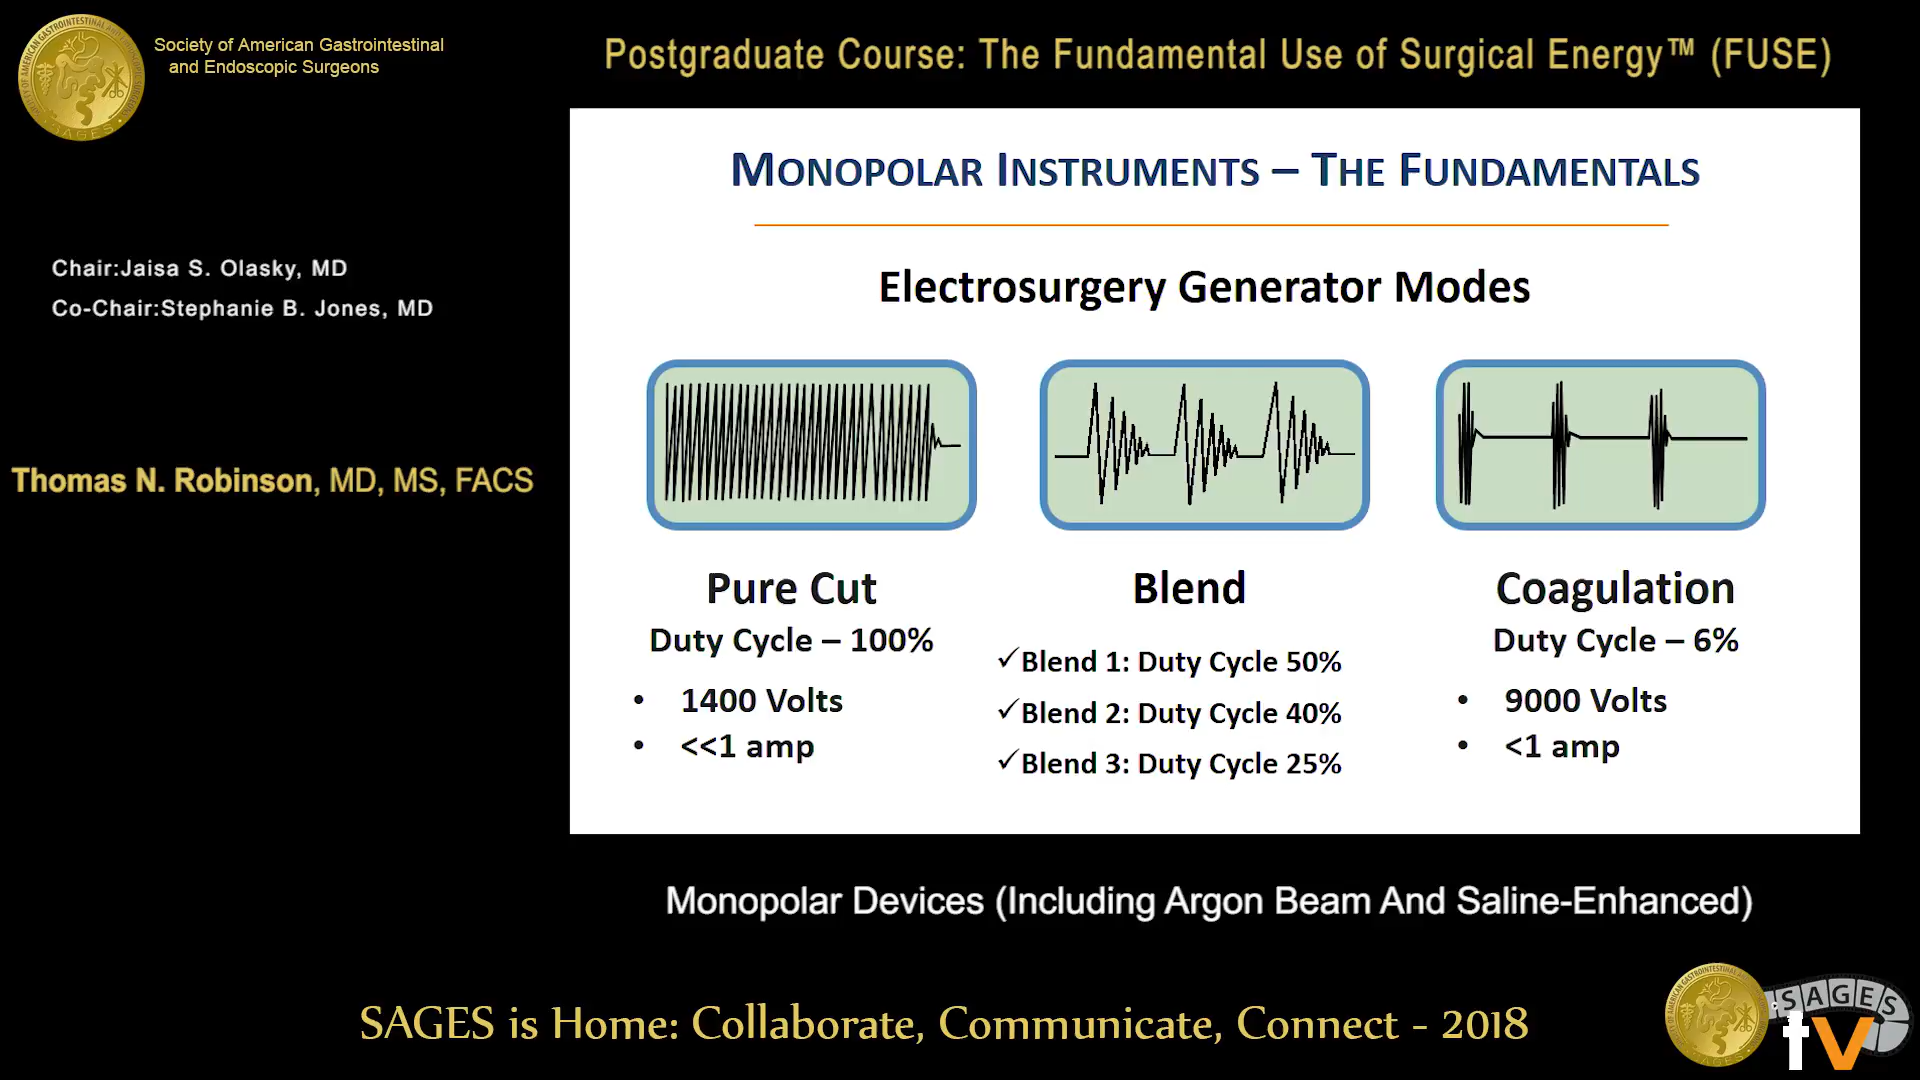 Society of American Gastrointestinal
and Endoscopic Surgeons
Postgraduate Course: The Fundamental Use of Surgical Energy™ (FUSE)
Chair:Jaisa S. Olasky, MD
Co-Chair:Stephanie B. Jones, MD
Thomas N. Robinson, MD, MS, FACS
MONOPOLAR INSTRUMENTS – THE FUNDAMENTALS
Electrosurgery Generator Modes
Pure Cut
Duty Cycle – 100%
• 1400 Volts
• <<1 amp
Blend
✓Blend 1: Duty Cycle 50%
✓Blend 2: Duty Cycle 40%
✓Blend 3: Duty Cycle 25%
Coagulation
Duty Cycle – 6%
• 9000 Volts
• <1 amp
Monopolar Devices (Including Argon Beam And Saline-Enhanced)
SAGES is Home: Collaborate, Communicate, Connect - 2018
SAGES
tv